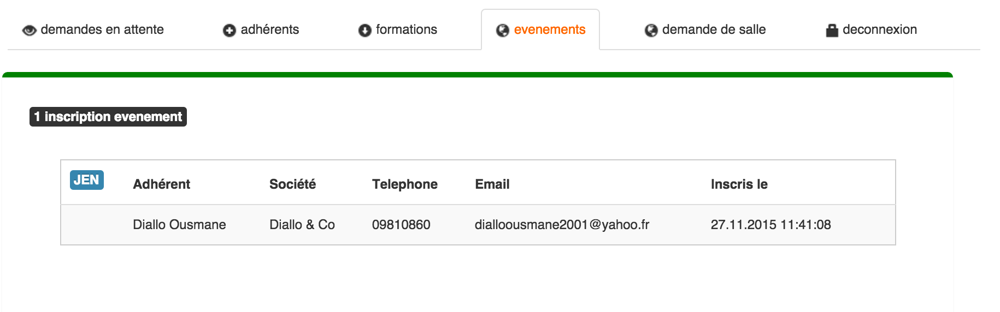 demandes en attente adhérents formations evenements demande de salle deconnexion
1 inscription evenement
JEN Adhérent Société Telephone Email Inscris le
Diallo Ousmane Diallo & Co 09810860 dialloousmane2001@yahoo.fr 27.11.2015 11:41:08